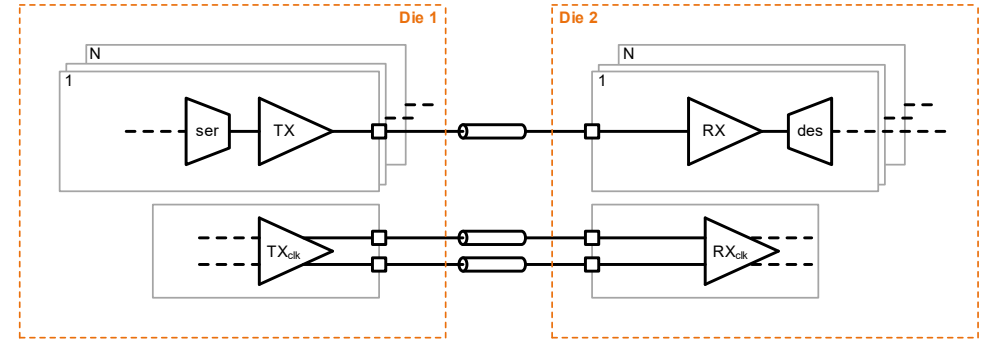 Die 1
Die 2
N
1
ser
TX
N
1
RX
des
TXclk
RXclk